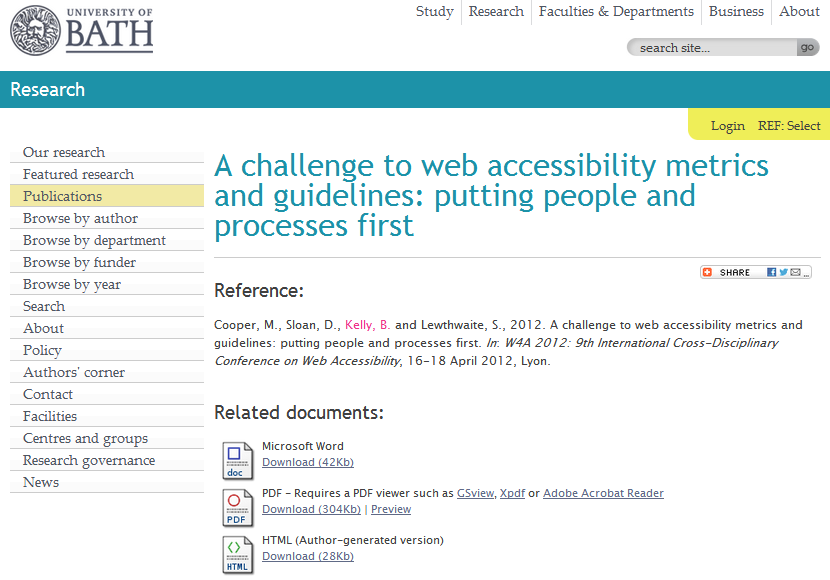 UNIVERSITY OF
BATH
Study Research Faculties & Departments Business About
search site... go
Research
Login REF: Select
Our research
Featured research
Publications
Browse by author
Browse by department
Browse by funder
Browse by year
Search
About
Policy
Authors' corner
Contact
Facilities
Centres and groups
Research governance
News
A challenge to web accessibility metrics
and guidelines: putting people and
processes first
SHARE ...
Reference:
Cooper, M., Sloan, D., Kelly, B. and Lewthwaite, S., 2012. A challenge to web accessibility metrics and
guidelines: putting people and processes first. In: W4A 2012: 9th International Cross-Disciplinary
Conference on Web Accessibility, 16-18 April 2012, Lyon.
Related documents:
doc
Microsoft Word
Download (42Kb)
PDF
PDF - Requires a PDF viewer such as GSview, Xpdf or Adobe Acrobat Reader
Download (304Kb) | Preview
HTML
HTML (Author-generated version)
Download (28Kb)